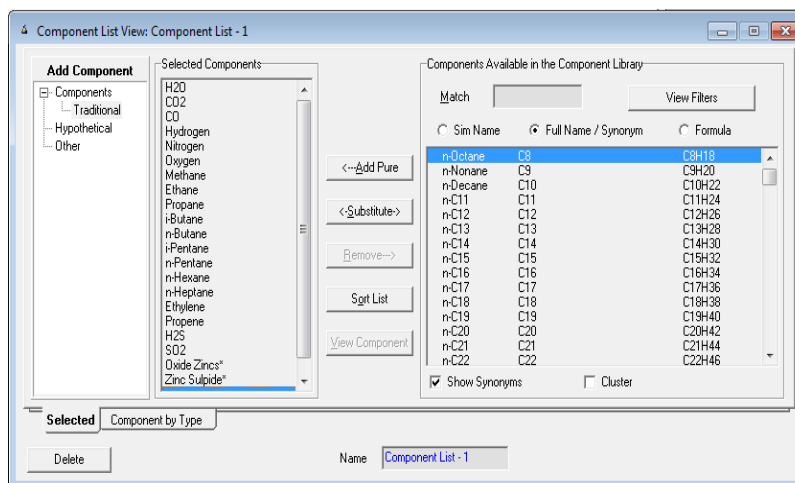 Component List View: Component List - 1
Add Component
Components
Traditional
Hypothetical
Other
Selected Components
H2O
CO2
CO
Hydrogen
Nitrogen
Oxygen
Methane
Ethane
Propane
i-Butane
n-Butane
i-Pentane
n-Pentane
n-Hexane
n-Heptane
Ethylene
Propene
H2S
SO2
Oxide Zincs*
Zinc Sulpide*
<---Add Pure
<-Substitute->
Remove--->
Sort List
View Component
Components Available in the Component Library
Match
View Filters
Sim Name Full Name / Synonym Formula
n-Octane C8 C8H18
n-Nonane C9 C9H20
n-Decane C10 C10H22
n-C11 C11 C11H24
n-C12 C12 C12H26
n-C13 C13 C13H28
n-C14 C14 C14H30
n-C15 C15 C15H32
n-C16 C16 C16H34
n-C17 C17 C17H36
n-C18 C18 C18H38
n-C19 C19 C19H40
n-C20 C20 C20H42
n-C21 C21 C21H44
n-C22 C22 C22H46
Show Synonyms Cluster
Selected Component by Type
Delete Name Component List - 1